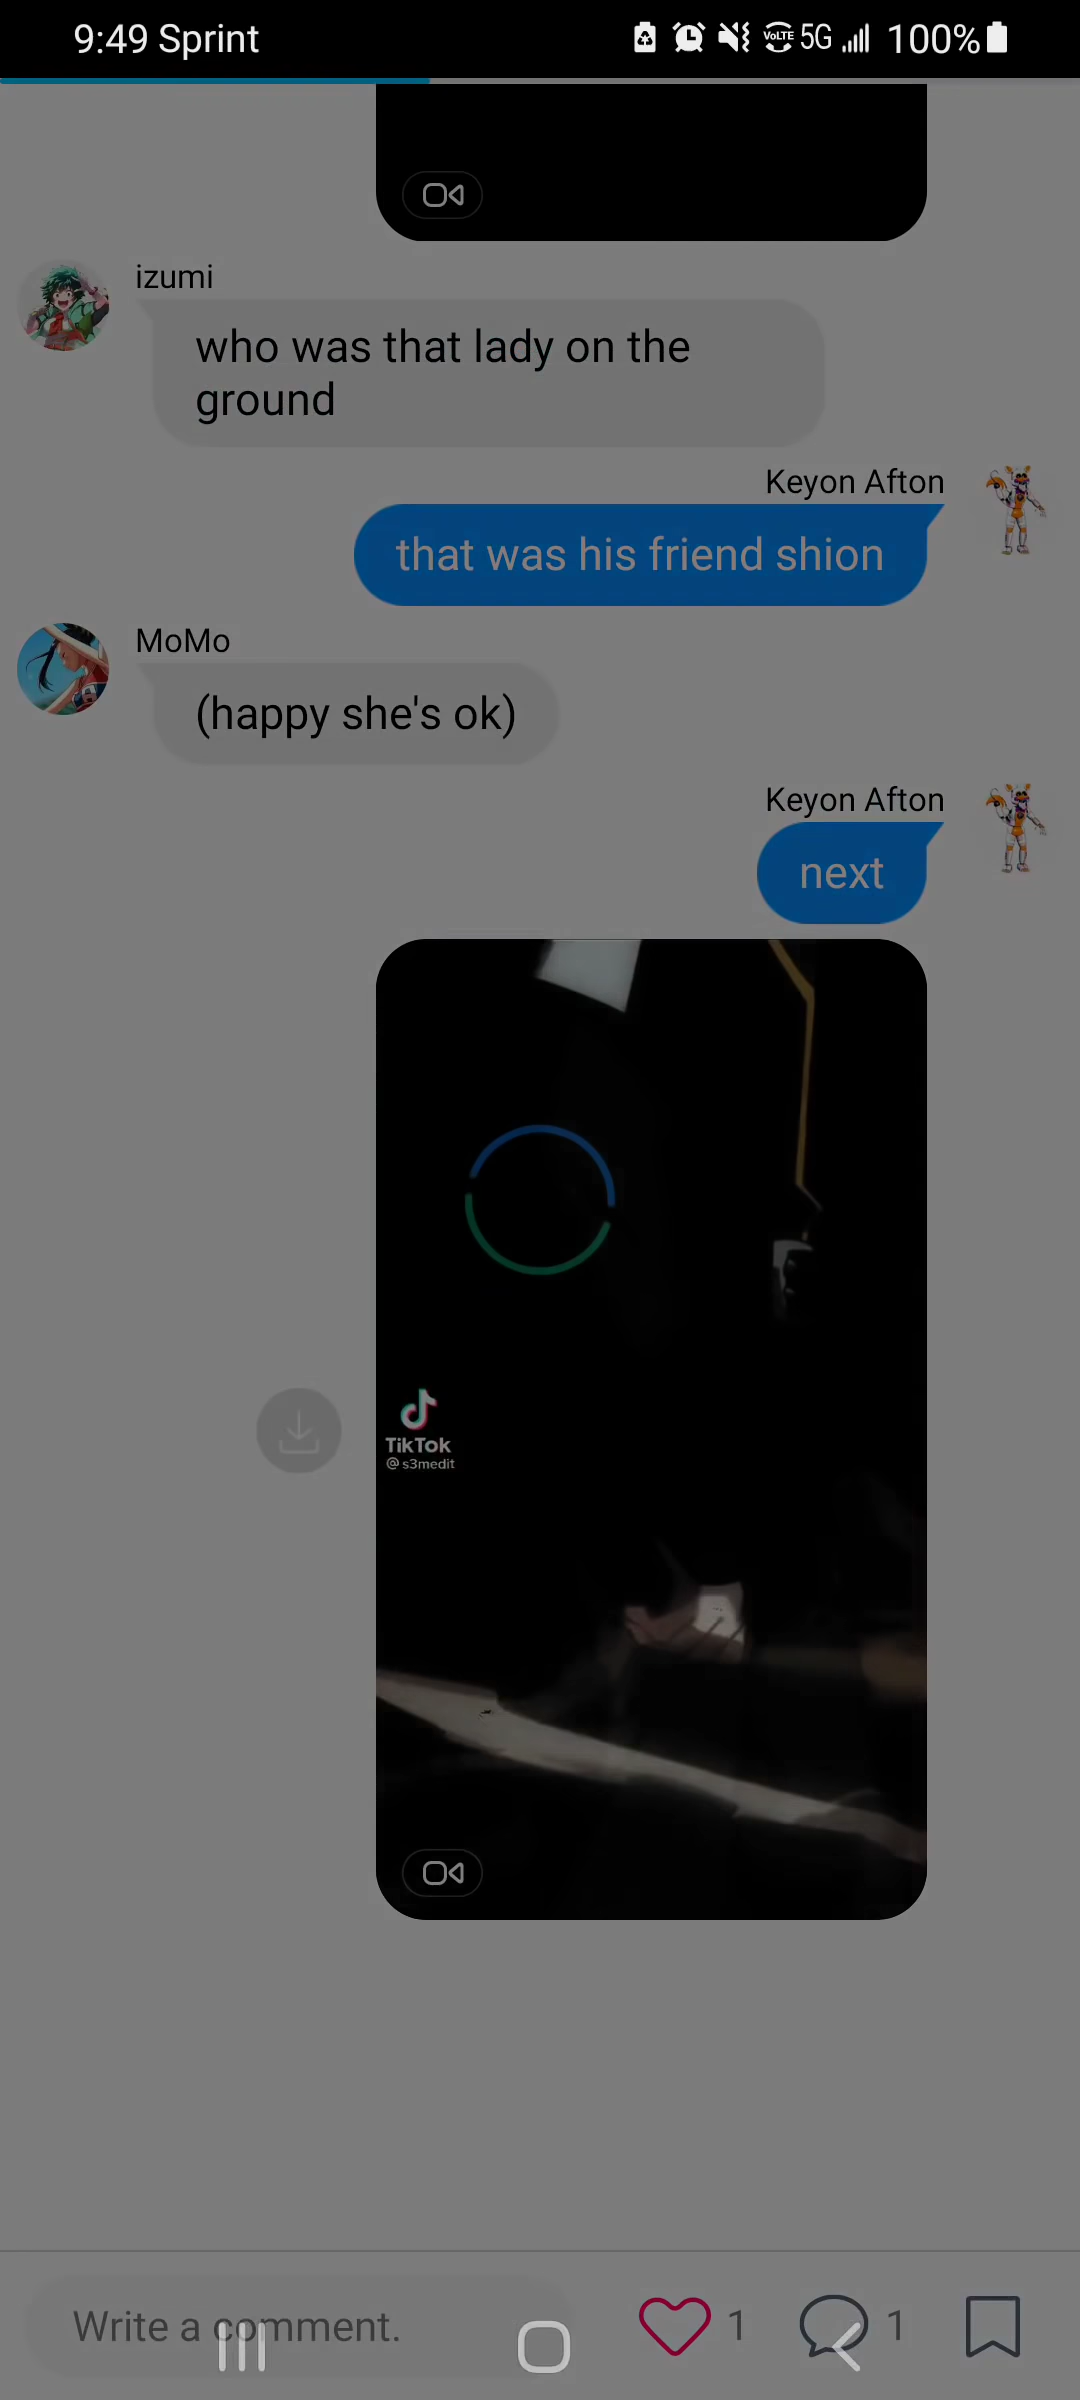 9:49 Sprint
VoLTE 5G 100%
izumi
who was that lady on the
ground
Keyon Afton
that was his friend shion
MoMo
(happy she's ok)
Keyon Afton
next
TikTok
@s3medit
Write a comment.
1
1